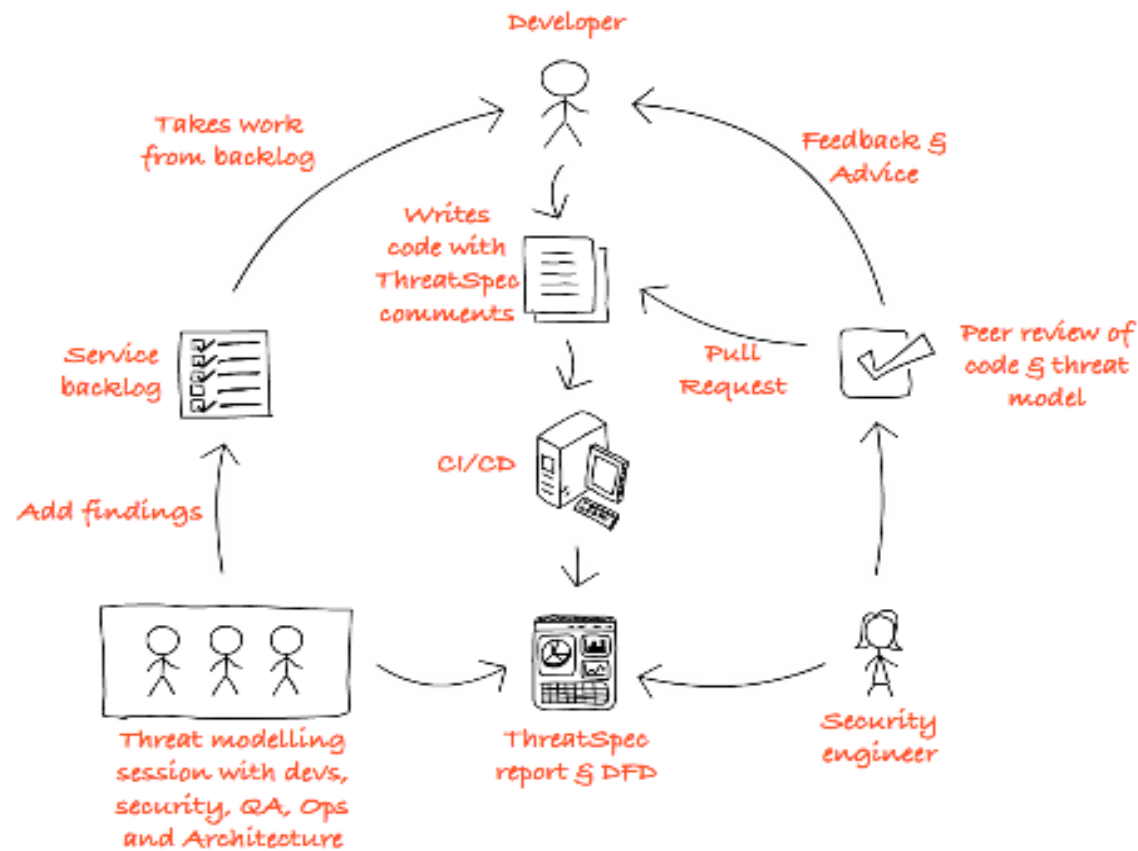 Developer
Takes work
from backlog
Feedback &
Advice
Writes
code with
ThreatSpec
comments
Service
backlog
Pull
Request
Peer review of
code & threat
model
CI/CD
Add findings
Threat modelling
session with devs,
security, QA, Ops
and Architecture
ThreatSpec
report & DFD
Security
engineer